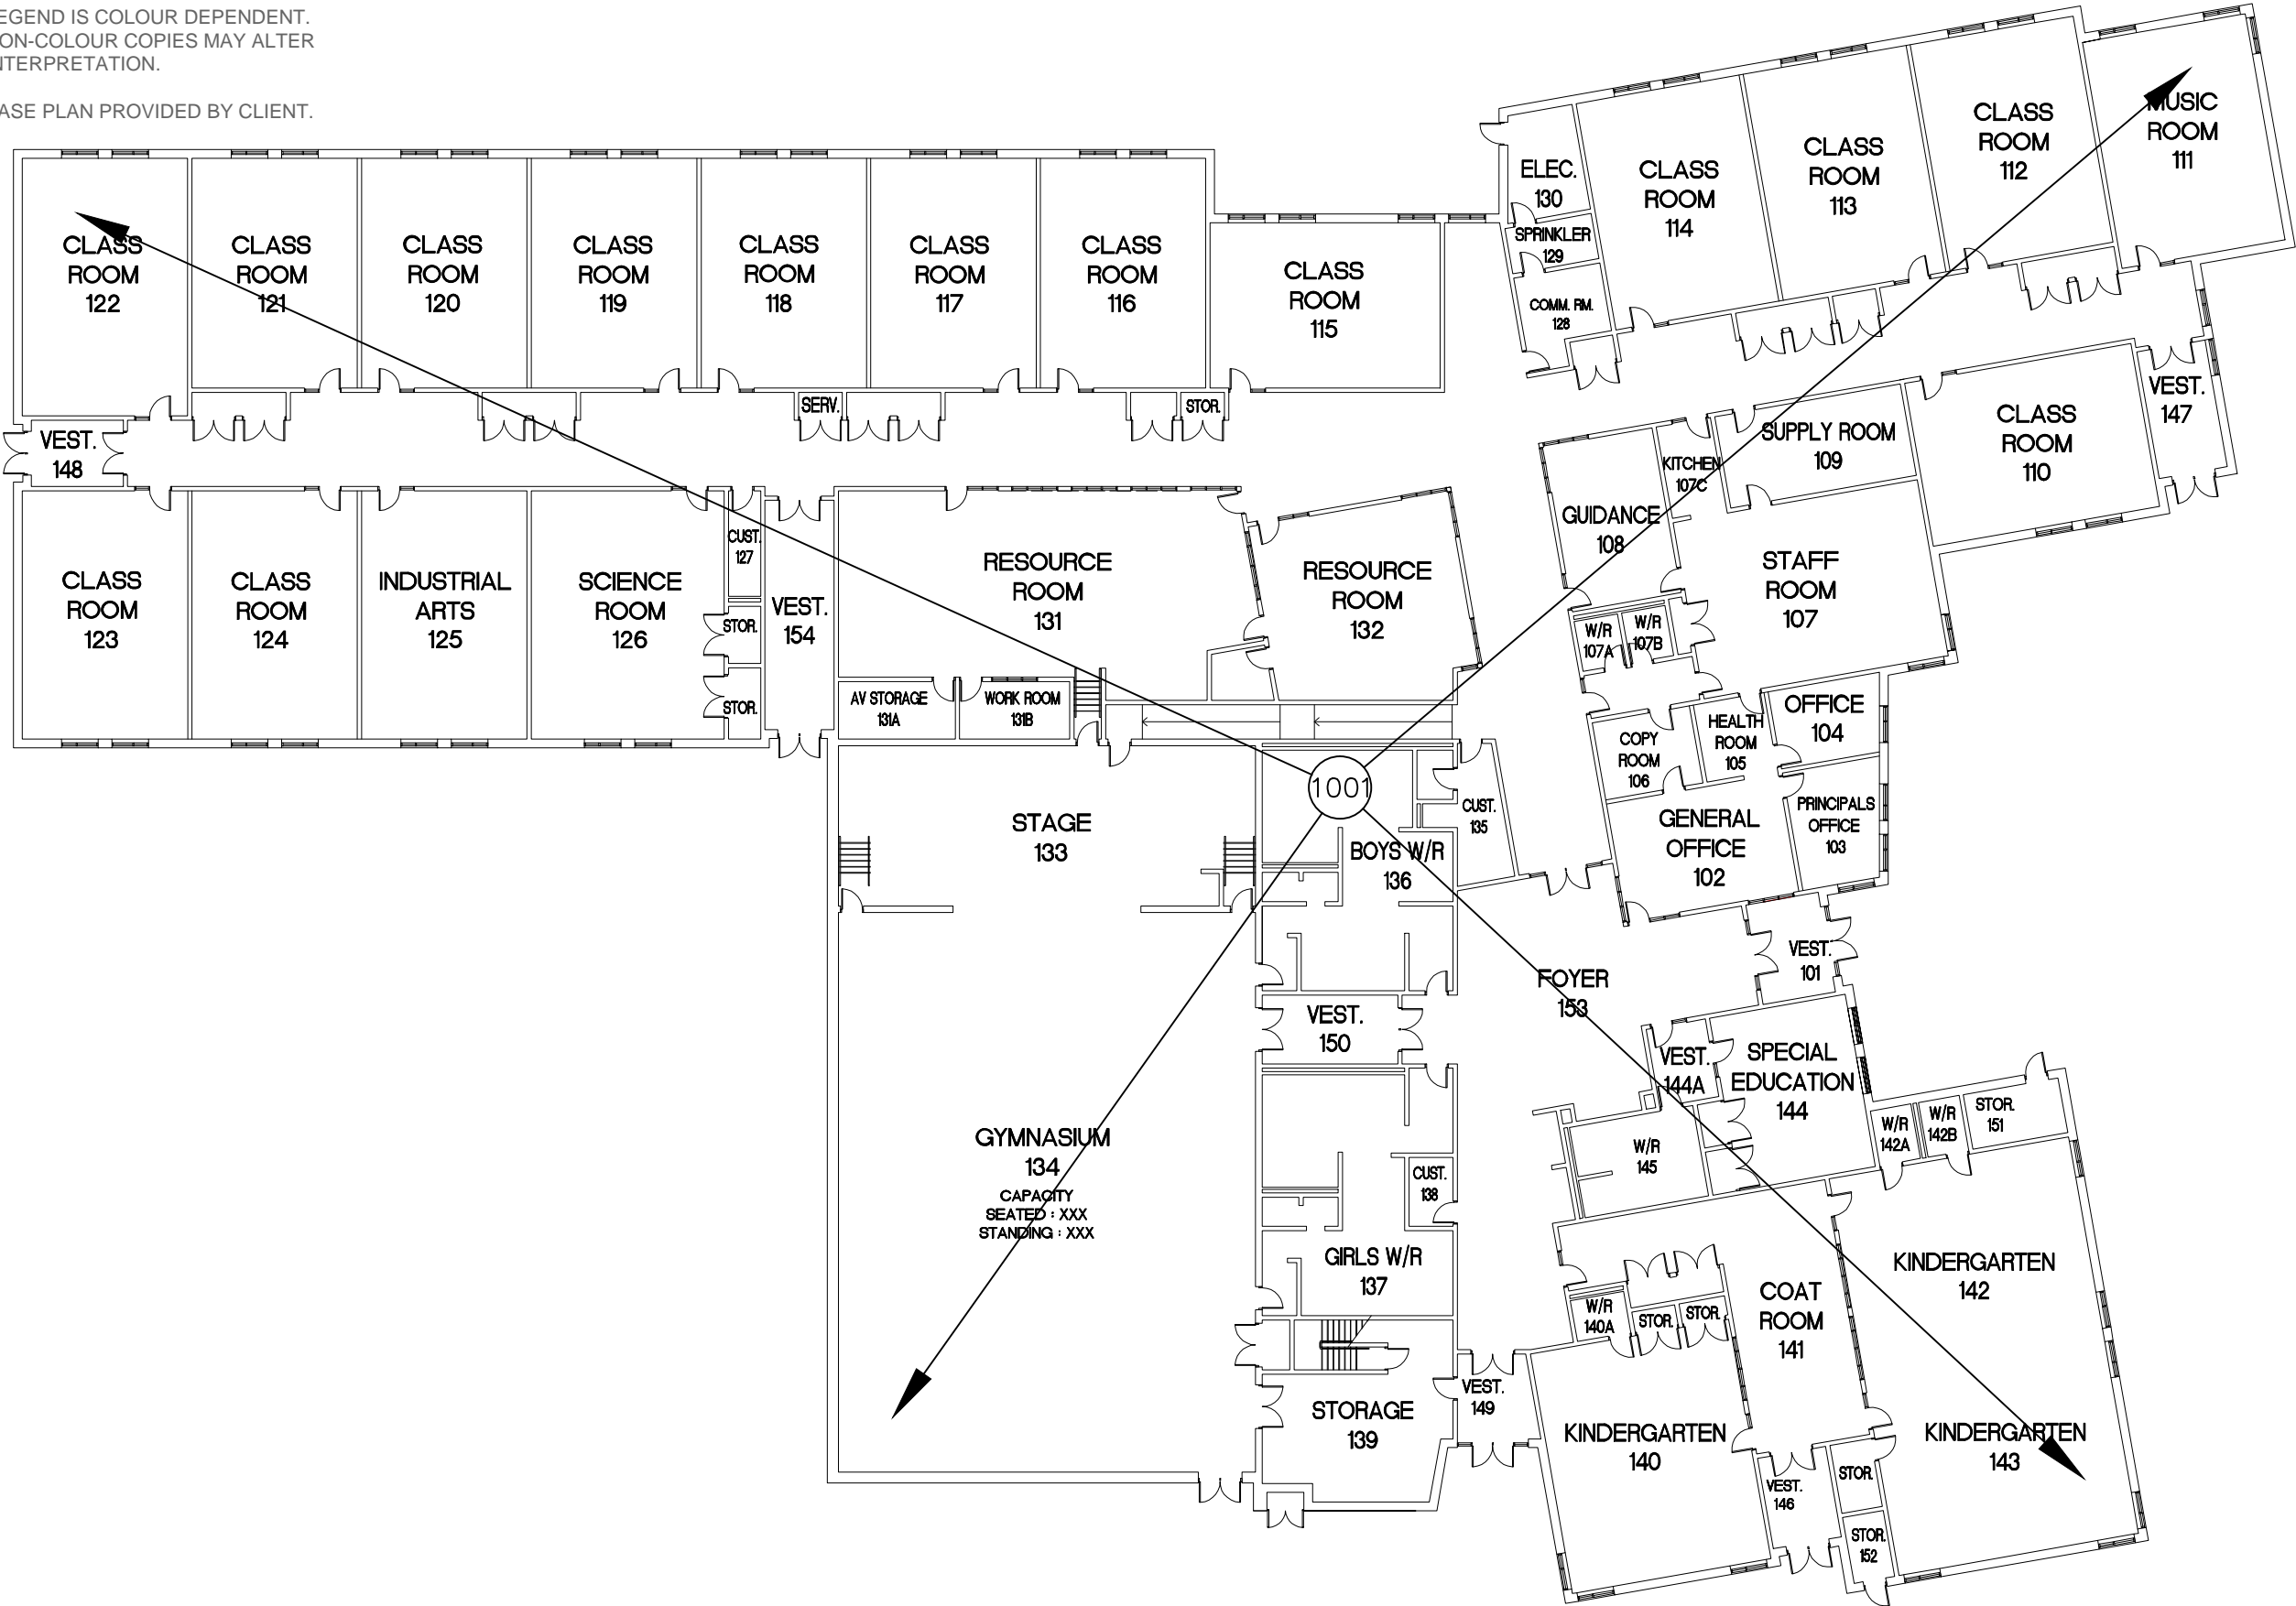 EGEND IS COLOUR DEPENDENT.
ON-COLOUR COPIES MAY ALTER
NTERPRETATION.
ASE PLAN PROVIDED BY CLIENT.
CLASS
ROOM
122
CLASS
ROOM
121
CLASS
ROOM
120
CLASS
ROOM
119
CLASS
ROOM
118
CLASS
ROOM
117
CLASS
ROOM
116
CLASS
ROOM
115
ELEC.
130
SPRINKLER
129
COMM. RM.
128
CLASS
ROOM
114
CLASS
ROOM
113
CLASS
ROOM
112
MUSIC
ROOM
111
VEST.
148
SERV.
STOR.
VEST.
147
CLASS
ROOM
110
SUPPLY ROOM
109
KITCHEN
107C
GUIDANCE
108
STAFF
ROOM
107
W/R
107A
W/R
107B
CLASS
ROOM
123
CLASS
ROOM
124
INDUSTRIAL
ARTS
125
SCIENCE
ROOM
126
CUST.
127
STOR.
STOR.
VEST.
154
RESOURCE
ROOM
131
RESOURCE
ROOM
132
AV STORAGE
131A
WORK ROOM
131B
OFFICE
104
HEALTH
ROOM
105
COPY
ROOM
106
PRINCIPALS
OFFICE
103
GENERAL
OFFICE
102
1001
STAGE
133
BOYS W/R
136
CUST.
135
VEST.
101
FOYER
153
VEST.
150
VEST.
144A
SPECIAL
EDUCATION
144
W/R
145
W/R
142A
W/R
142B
STOR.
151
GYMNASIUM
134
CAPACITY
SEATED : XXX
STANDING : XXX
CUST.
138
GIRLS W/R
137
KINDERGARTEN
142
COAT
ROOM
141
W/R
140A
STOR.
STOR.
VEST.
149
STORAGE
139
KINDERGARTEN
140
KINDERGARTEN
143
VEST.
146
STOR.
STOR.
152